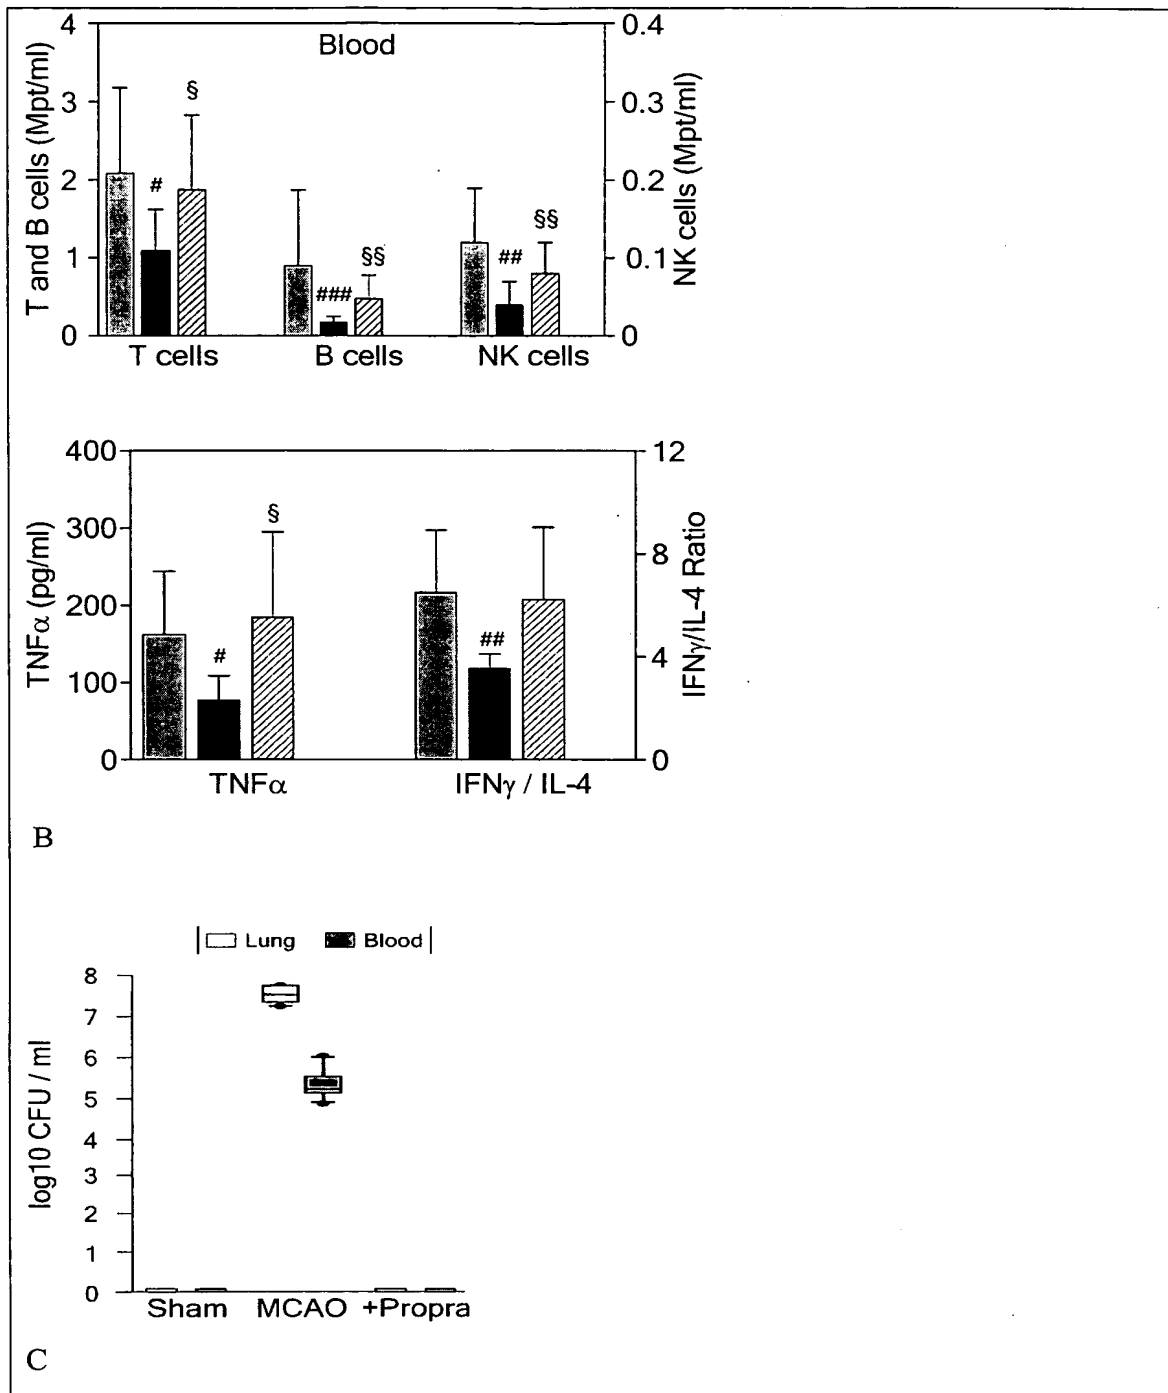 Blood
T and B cells (Mpt/ml)
4
3
2
1
0
NK cells (Mpt/ml)
0.4
0.3
0.2
0.1
0
#
§
###
§§
##
§§
T cells
B cells
NK cells
TNFα (pg/ml)
400
300
200
100
0
IFNγ/IL-4 Ratio
12
8
4
0
#
§
##
TNFα
IFNγ / IL-4
B
Lung
Blood
log10 CFU / ml
8
7
6
5
4
3
2
1
0
Sham
MCAO
+Propra
C